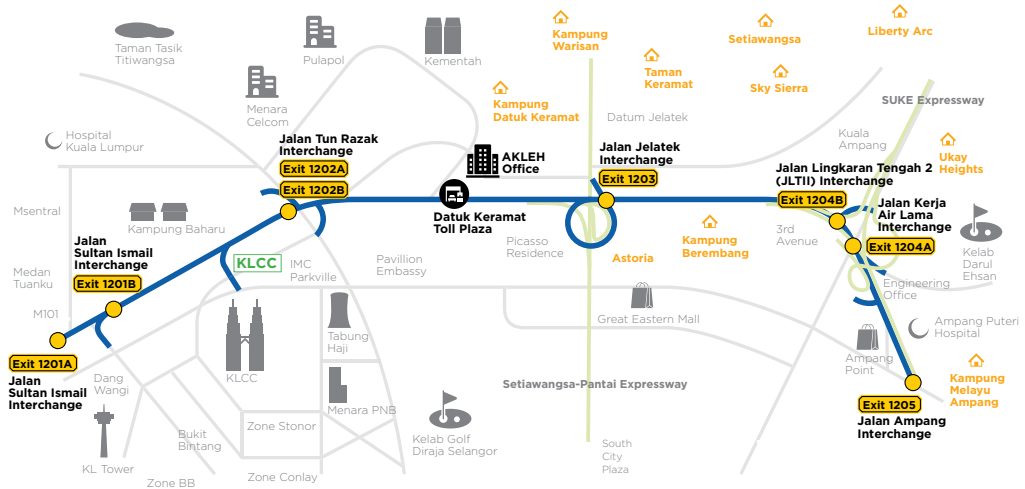 Taman Tasik
Titiwangsa
Pulapol
Kementah
Kampung
Warisan
Setiawangsa
Liberty Arc
Menara
Celcom
Kampung
Datuk Keramat
Taman
Keramat
Sky Sierra
SUKE Expressway
Hospital
Kuala Lumpur
Datum Jelatek
Kuala
Ampang
Ukay
Heights
Jalan Tun Razak
Interchange
Exit 1202A
Exit 1202B
AKLEH
Office
Jalan Jelatek
Interchange
Exit 1203
Jalan Lingkaran Tengah 2
(JLTII) Interchange
Exit 1204B
Jalan Kerja
Air Lama
Interchange
Exit 1204A
Msentral
Kampung Baharu
Datuk Keramat
Toll Plaza
Picasso
Residence
Astoria
Kampung
Berembang
3rd
Avenue
Kelab
Darul
Ehsan
Jalan
Sultan Ismail
Interchange
Exit 1201B
Medan
Tuanku
KLCC
IMC
Parkville
Pavillion
Embassy
Engineering
Office
M101
Great Eastern Mall
Ampang Puteri
Hospital
Tabung
Haji
Exit 1201A
Jalan
Sultan Ismail
Interchange
Dang
Wangi
KLCC
Ampang
Point
Kampung
Melayu
Ampang
Setiawangsa-Pantai Expressway
Menara PNB
Exit 1205
Jalan Ampang
Interchange
Zone Stonor
Bukit
Bintang
Kelab Golf
Diraja Selangor
South
City
Plaza
KL Tower
Zone BB
Zone Conlay